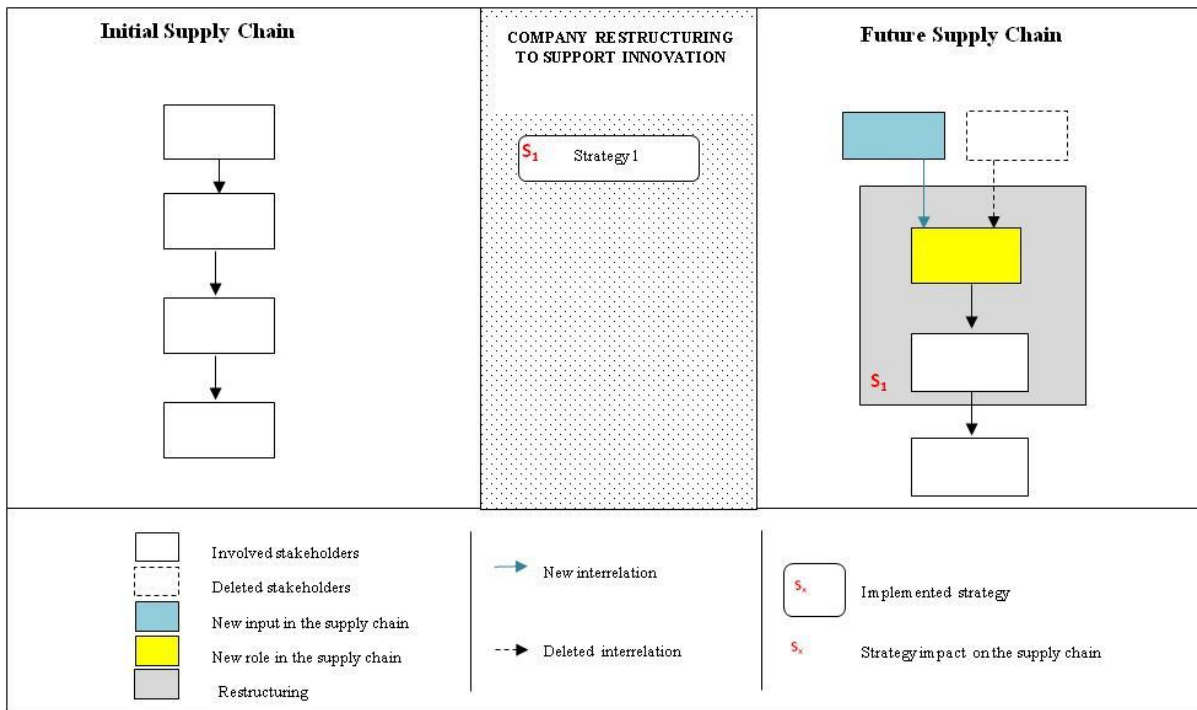 Initial Supply Chain
COMPANY RESTRUCTURING
TO SUPPORT INNOVATION
Future Supply Chain
S1 Strategy 1
S1
Involved stakeholders
Deleted stakeholders
New input in the supply chain
New role in the supply chain
Restructuring
New interrelation
Deleted interrelation
Sx Implemented strategy
Sx Strategy impact on the supply chain